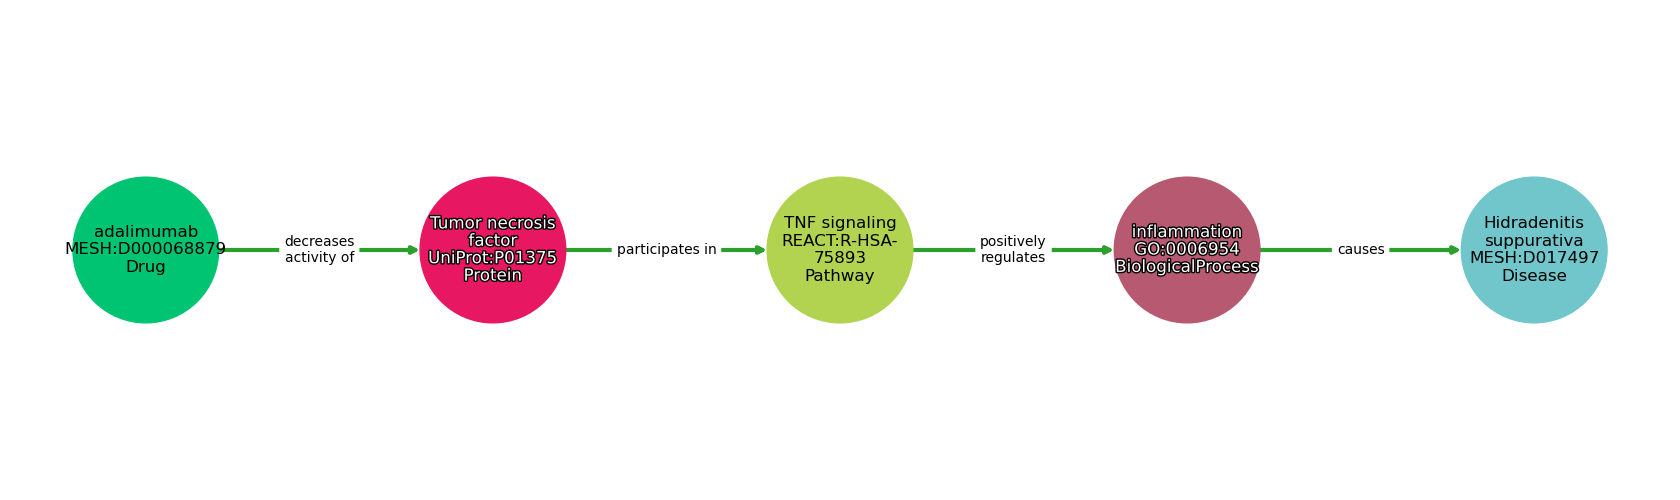 adalimumab
MESH:D000068879
Drug
decreases
activity of
Tumor necrosis
factor
UniProt:P01375
Protein
participates in
TNF signaling
REACT:R-HSA-
75893
Pathway
positively
regulates
inflammation
GO:0006954
BiologicalProcess
causes
Hidradenitis
suppurativa
MESH:D017497
Disease